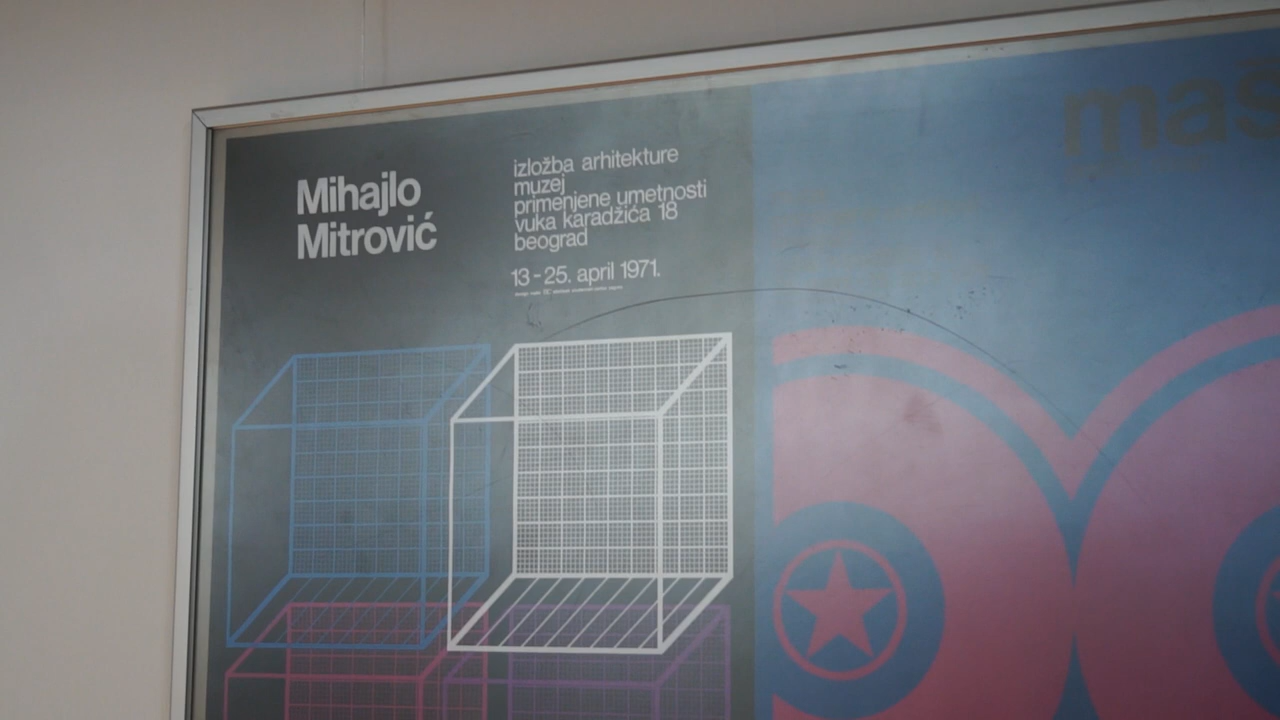 Mihajlo
Mitrović
izložba arhitekture
muzej
primenjene umetnosti
vuka karadžića 18
beograd
13-25. april 1971.
maš